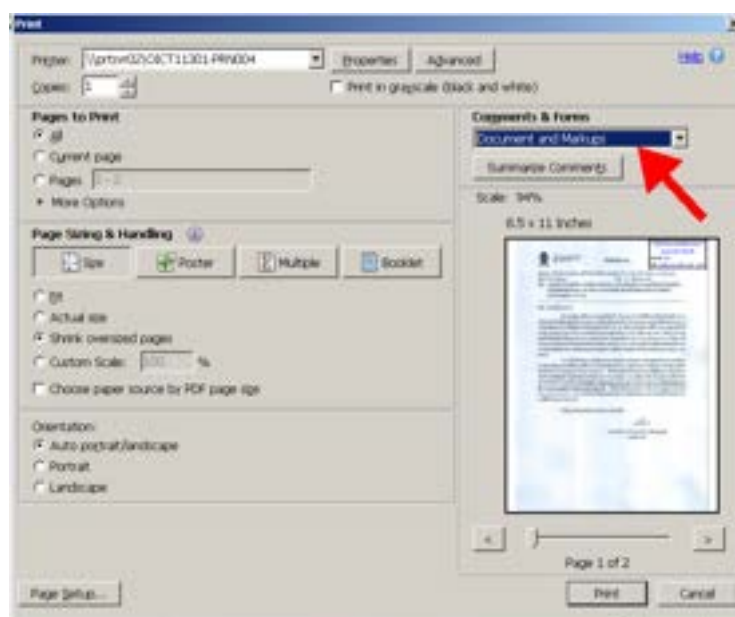 Print
Printer: \\prtsvr02\OICT11301-PRN004 Properties Advanced Help
Copies: 1 Print in grayscale (black and white)
Pages to Print
All
Current page
Pages 1 - 2
More Options
Comments & Forms
Document and Markups
Summarize Comments
Scale: 94%
8.5 x 11 Inches
Page Sizing & Handling
Size Poster Multiple Booklet
Fit
Actual size
Shrink oversized pages
Custom Scale: 100 %
Choose paper source by PDF page size
Orientation:
Auto portrait/landscape
Portrait
Landscape
< >
Page 1 of 2
Page Setup... Print Cancel